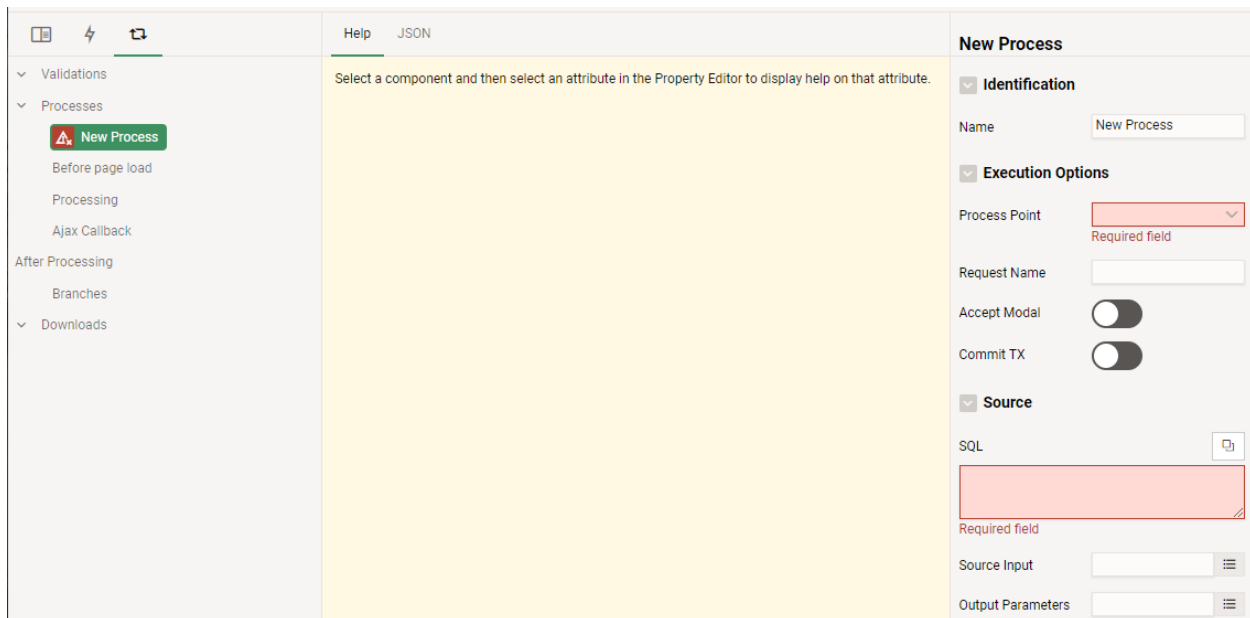 Validations
Processes
New Process
Before page load
Processing
Ajax Callback
After Processing
Branches
Downloads
Help JSON
Select a component and then select an attribute in the Property Editor to display help on that attribute.
New Process
Identification
Name New Process
Execution Options
Process Point
Required field
Request Name
Accept Modal
Commit TX
Source
SQL
Required field
Source Input
Output Parameters